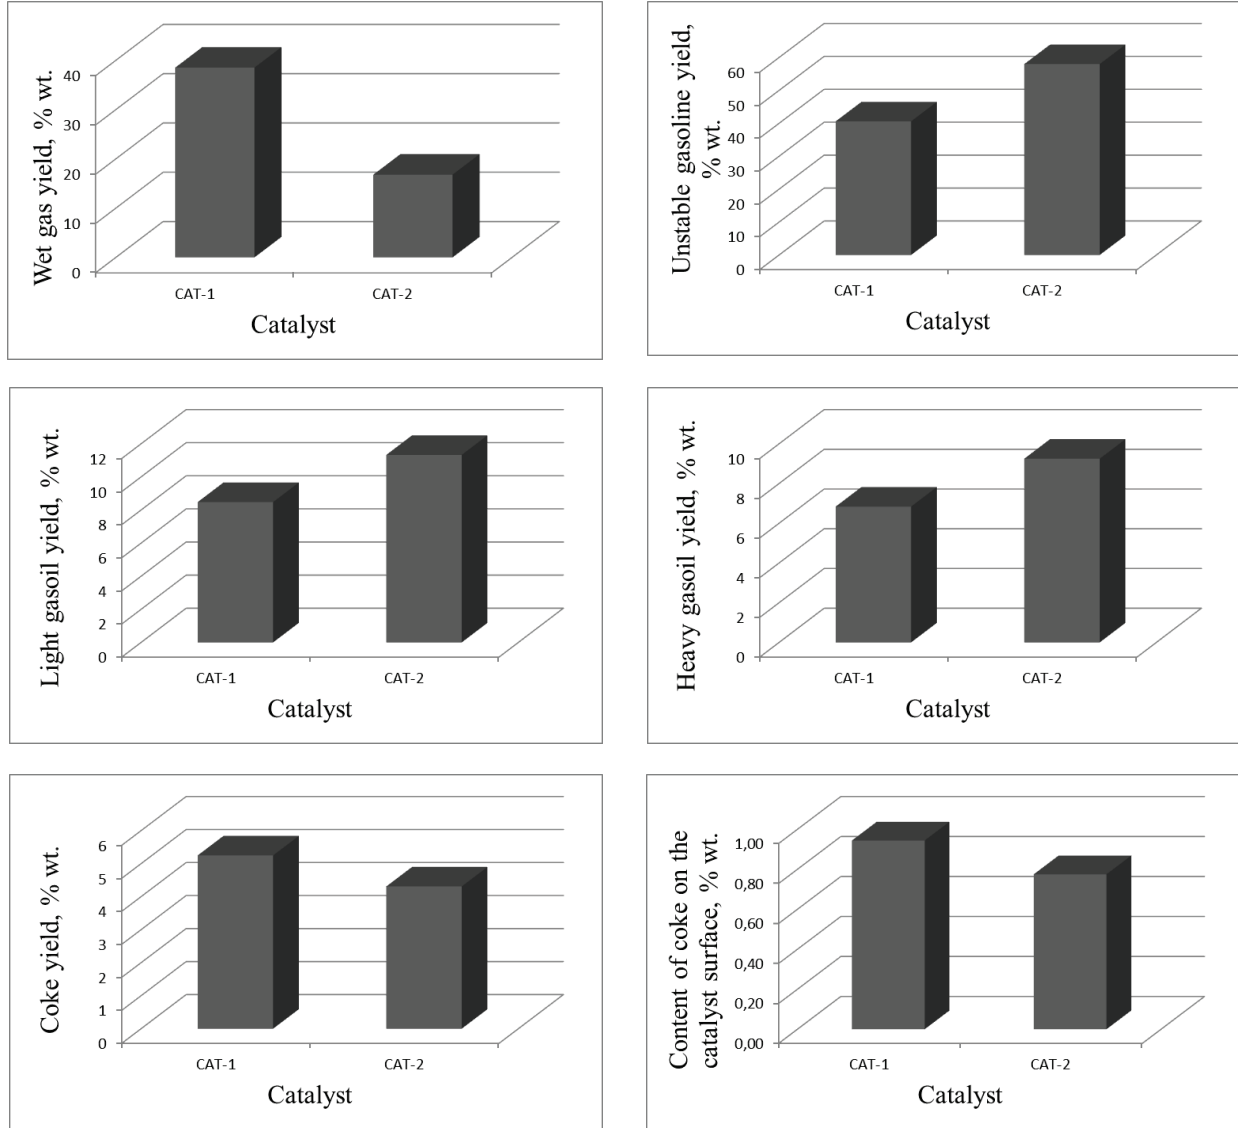 Wet gas yield, % wt.
40
30
20
10
0
CAT-1 CAT-2
Catalyst
Unstable gasoline yield,
% wt.
60
50
40
30
20
10
0
CAT-1 CAT-2
Catalyst
Light gasoil yield, % wt.
12
10
8
6
4
2
0
CAT-1 CAT-2
Catalyst
Heavy gasoil yield, % wt.
10
8
6
4
2
0
CAT-1 CAT-2
Catalyst
Coke yield, % wt.
6
5
4
3
2
1
0
CAT-1 CAT-2
Catalyst
Content of coke on the
catalyst surface, % wt.
1,00
0,80
0,60
0,40
0,20
0,00
CAT-1 CAT-2
Catalyst